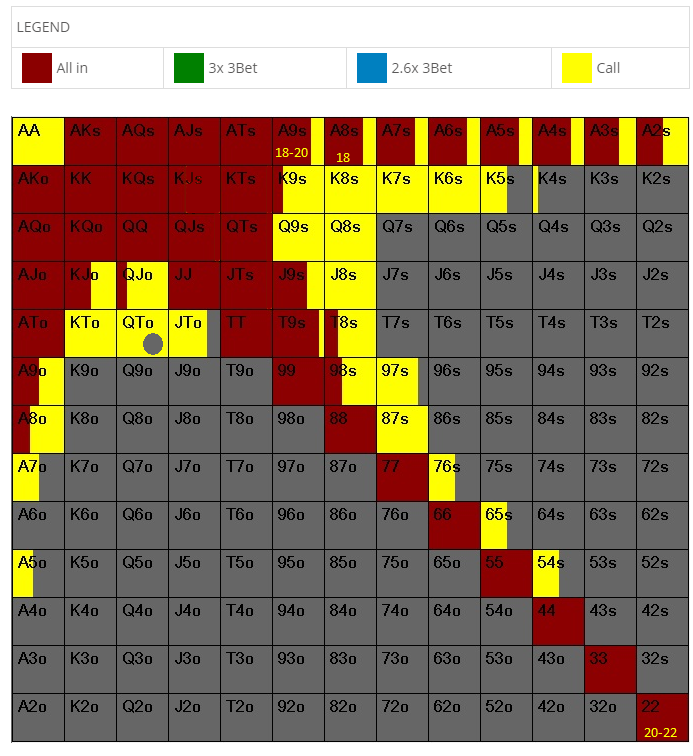 LEGEND
All in 3x 3Bet 2.6x 3Bet Call
AA AKs AQs AJs ATs A9s A8s A7s A6s A5s A4s A3s A2s
18-20 18
AKo KK KQs KJs KTs K9s K8s K7s K6s K5s K4s K3s K2s
AQo KQo QQ QJs QTs Q9s Q8s Q7s Q6s Q5s Q4s Q3s Q2s
AJo KJo QJo JJ JTs J9s J8s J7s J6s J5s J4s J3s J2s
ATo KTo QTo JTo TT T9s T8s T7s T6s T5s T4s T3s T2s
A9o K9o Q9o J9o T9o 99 98s 97s 96s 95s 94s 93s 92s
A8o K8o Q8o J8o T8o 98o 88 87s 86s 85s 84s 83s 82s
A7o K7o Q7o J7o T7o 97o 87o 77 76s 75s 74s 73s 72s
A6o K6o Q6o J6o T6o 96o 86o 76o 66 65s 64s 63s 62s
A5o K5o Q5o J5o T5o 95o 85o 75o 65o 55 54s 53s 52s
A4o K4o Q4o J4o T4o 94o 84o 74o 64o 54o 44 43s 42s
A3o K3o Q3o J3o T3o 93o 83o 73o 63o 53o 43o 33 32s
A2o K2o Q2o J2o T2o 92o 82o 72o 62o 52o 42o 32o 22
20-22